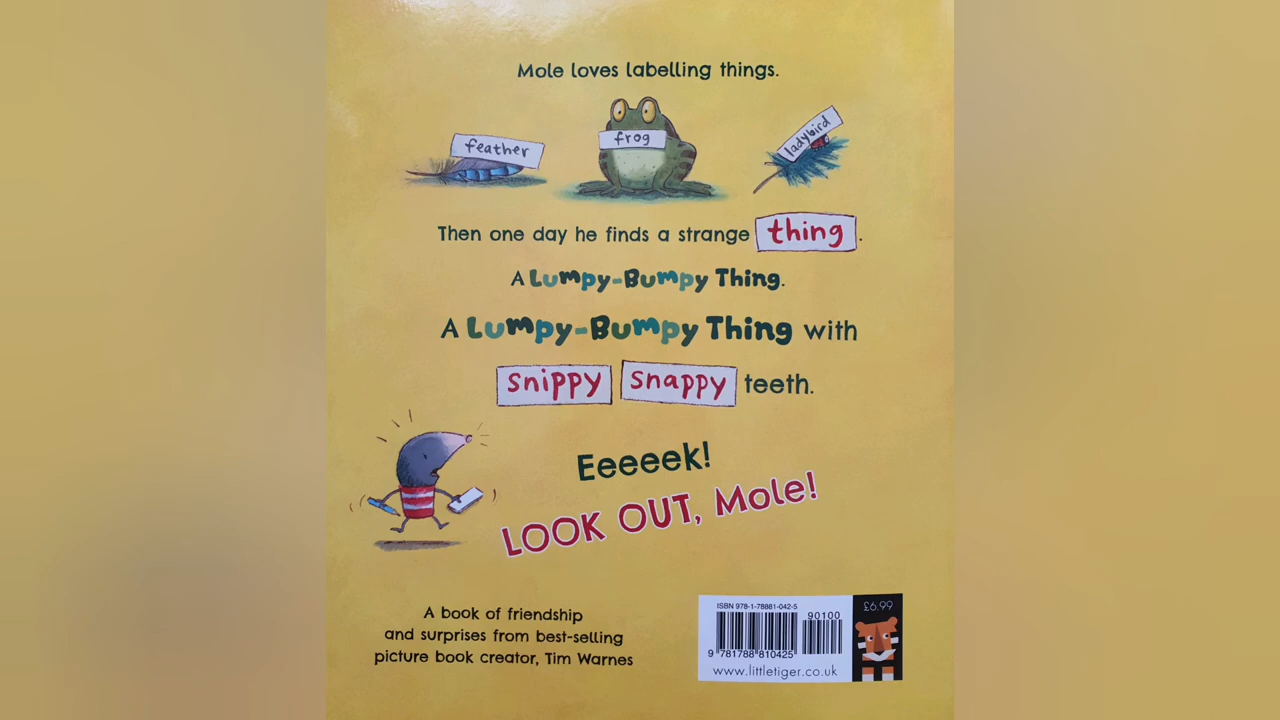 Mole loves labelling things.
feather
frog
ladybird
Then one day he finds a strange thing.
A Lumpy-Bumpy Thing.
A Lumpy-Bumpy Thing with
snippy snappy teeth.
Eeeeek!
LOOK OUT, Mole!
A book of friendship
and surprises from best-selling
picture book creator, Tim Warnes
ISBN 978-1-78881-042-5
90100
9 781788 810425
www.littletiger.co.uk
£6.99